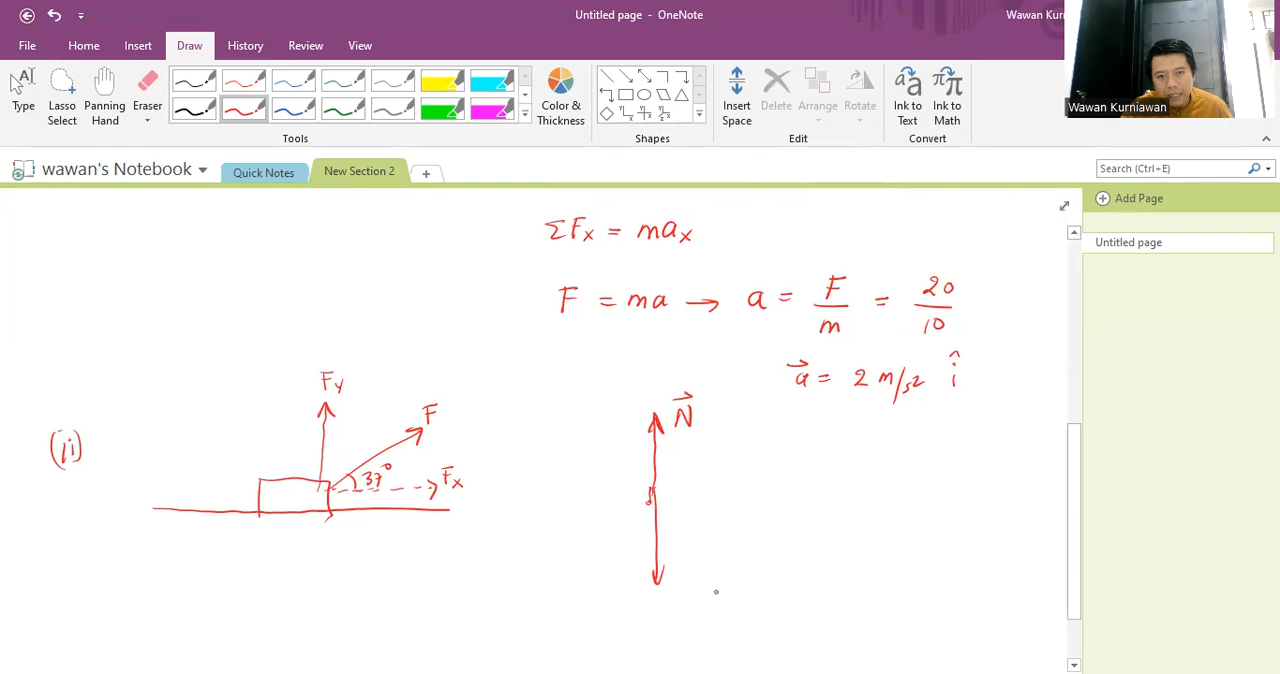 Untitled page - OneNote
Wawan Kurn
File Home Insert Draw History Review View
Type
Lasso Select
Panning Hand
Eraser
Color & Thickness
Insert Space
Delete
Arrange
Rotate
Ink to Text
Ink to Math
Wawan Kurniawan
Tools
Shapes
Edit
Convert
wawan's Notebook
Quick Notes
New Section 2
Search (Ctrl+E)
Add Page
Untitled page
ΣFx = max
F = ma → a = F/m = 20/10
a⃗ = 2 m/s2 î
(ii)
Fy
F
37°
Fx
N⃗